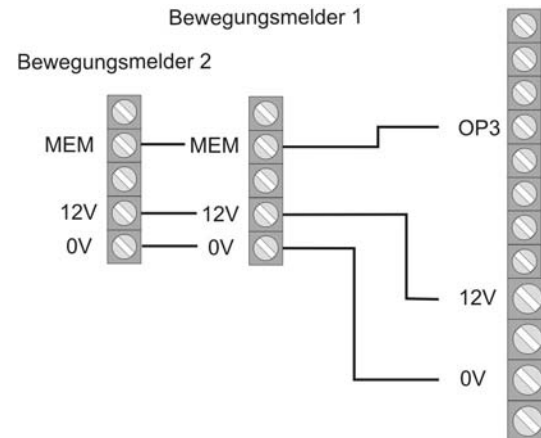 Bewegungsmelder 1
Bewegungsmelder 2
MEM
MEM
OP3
12V
12V
0V
0V
12V
0V